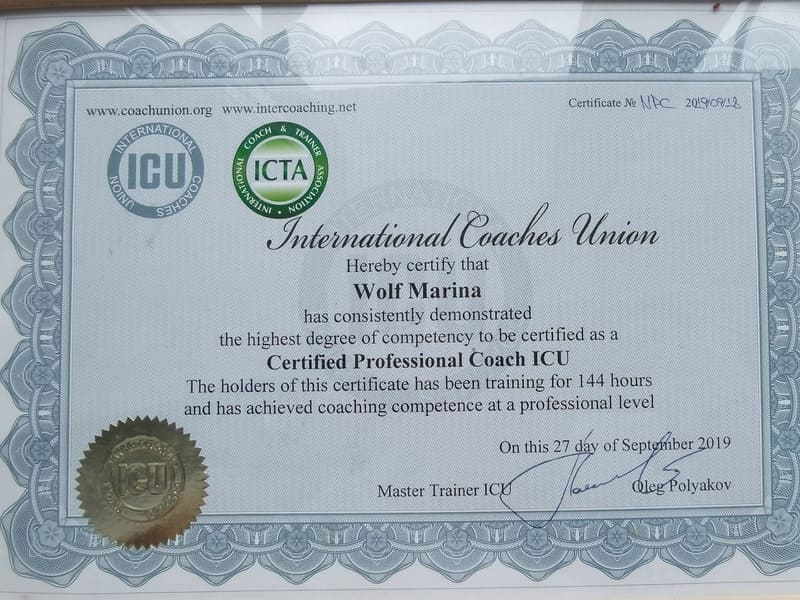 www.coachunion.org www.intercoaching.net
Certificate № NPC 2019/09/18
INTERNATIONAL COACHES UNION
ICU
INTERNATIONAL COACH & TRAINER ASSOCIATION
ICTA
International Coaches Union
Hereby certify that
Wolf Marina
has consistently demonstrated
the highest degree of competency to be certified as a
Certified Professional Coach ICU
The holders of this certificate has been training for 144 hours
and has achieved coaching competence at a professional level
On this 27 day of September 2019
Master Trainer ICU Oleg Polyakov
ICU